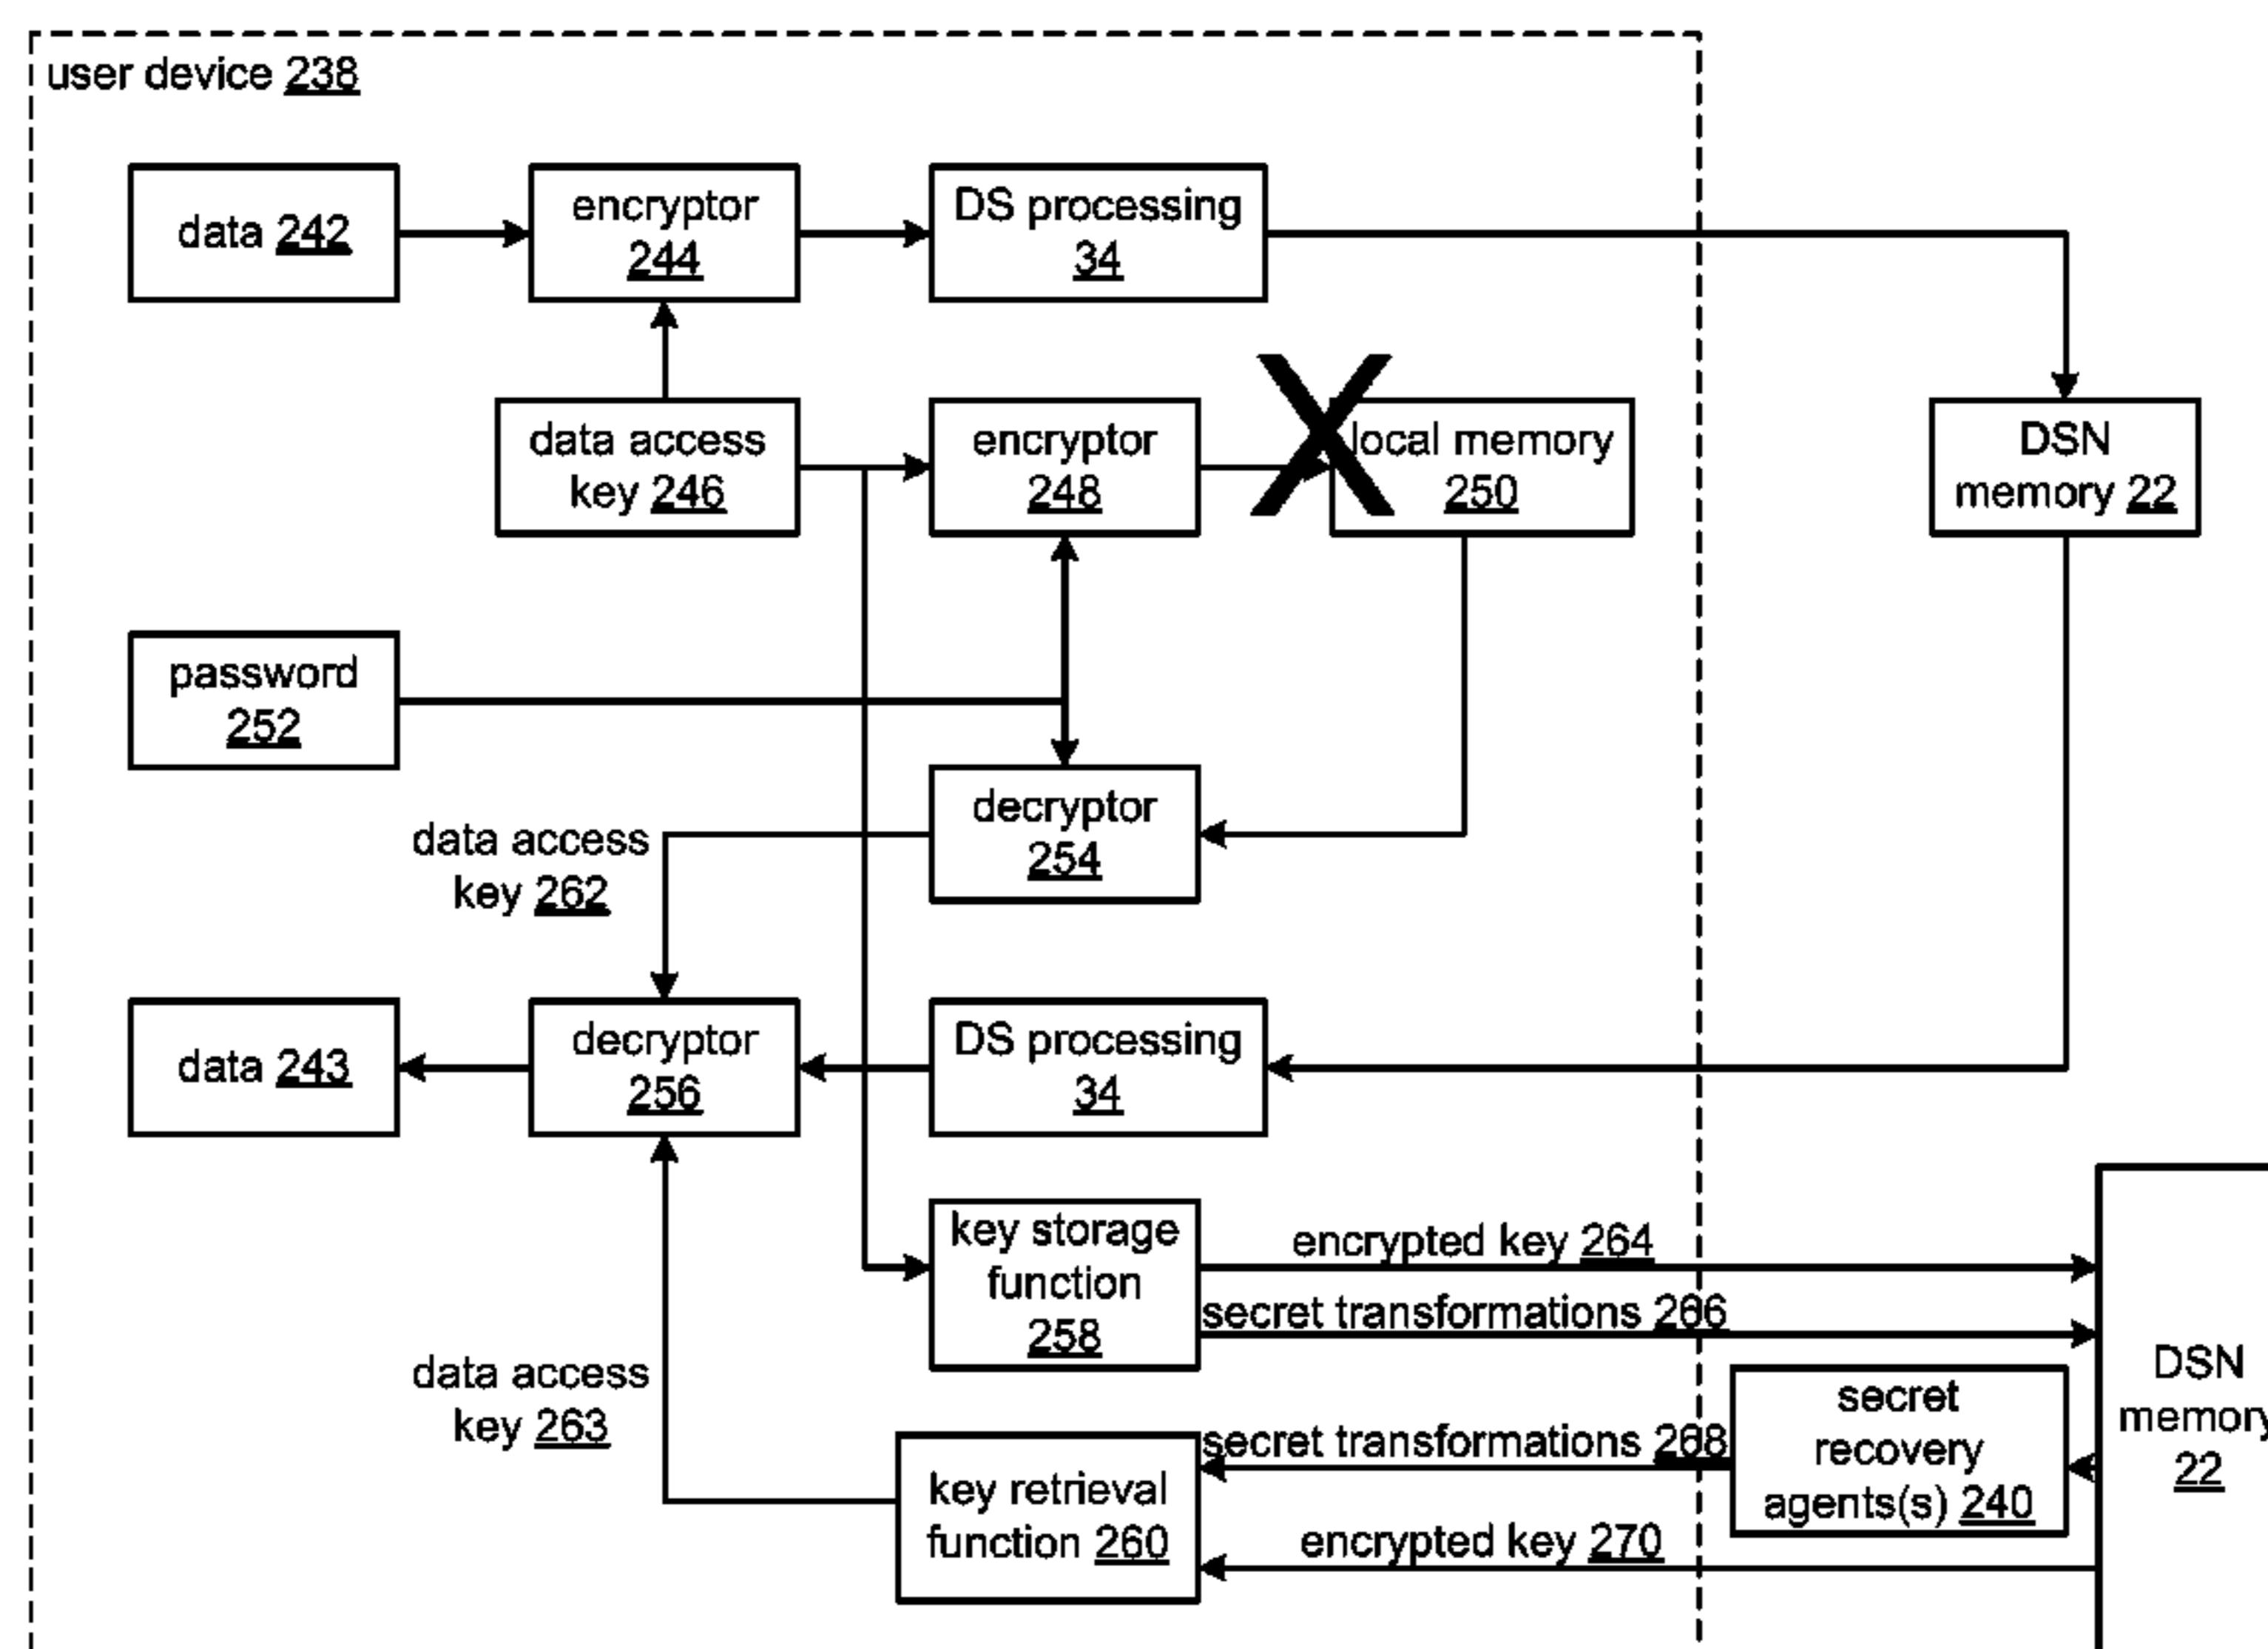 user device 238
data 242
encryptor
244
DS processing
34
data access
key 246
encryptor
248
local memory
250
DSN
memory 22
password
252
decryptor
254
data access
key 262
data 243
decryptor
256
DS processing
34
key storage
function
258
encrypted key 264
secret transformations 266
DSN
memory
22
data access
key 263
key retrieval
function 260
secret transformations 268
secret
recovery
agents(s) 240
encrypted key 270